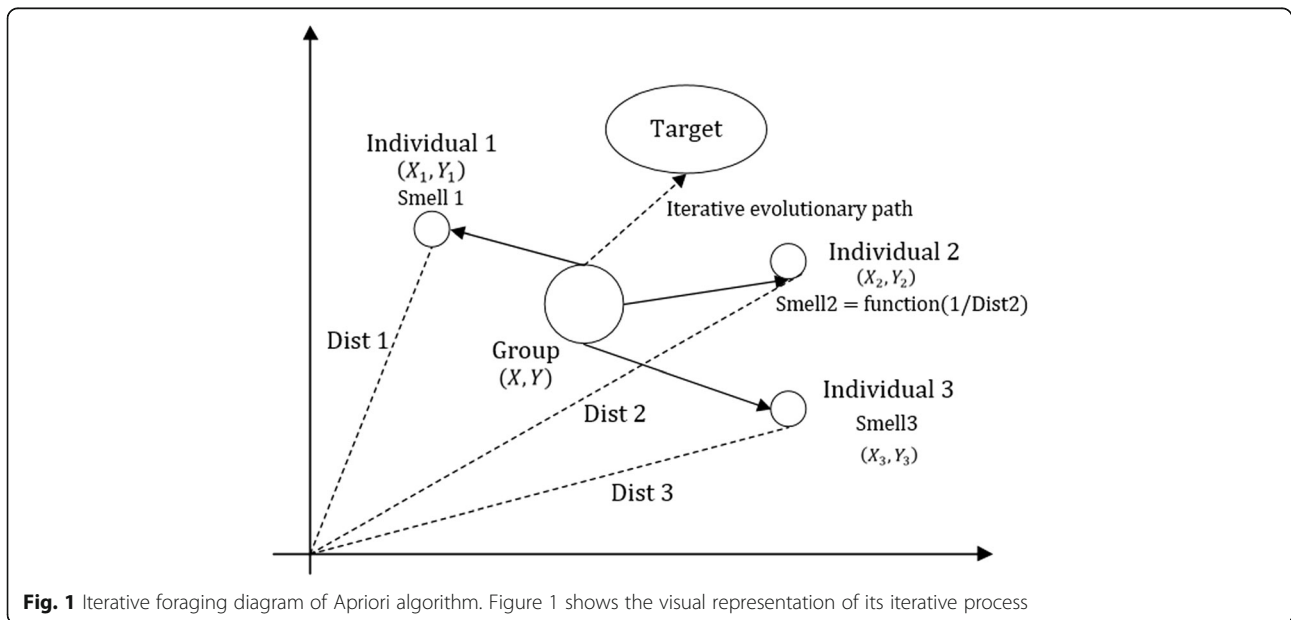 Target
Individual 1
(X₁, Y₁)
Smell 1
Iterative evolutionary path
Individual 2
(X₂, Y₂)
Smell2 = function(1/Dist2)
Dist 1
Group
(X, Y)
Individual 3
Smell3
(X₃, Y₃)
Dist 2
Dist 3
Fig. 1 Iterative foraging diagram of Apriori algorithm. Figure 1 shows the visual representation of its iterative process